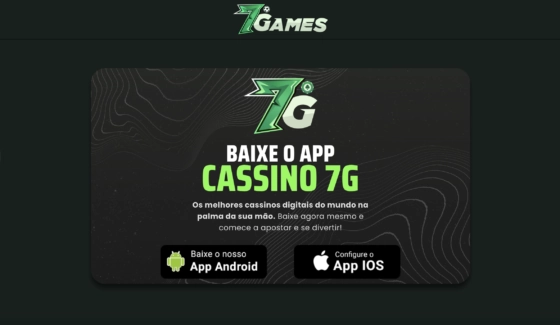 7GAMES
7G
BAIXE O APP
CASSINO 7G
Os melhores cassinos digitais do mundo na
palma da sua mão. Baixe agora mesmo e
comece a apostar e se divertir!
Baixe o nosso
App Android
Configure o
App IOS